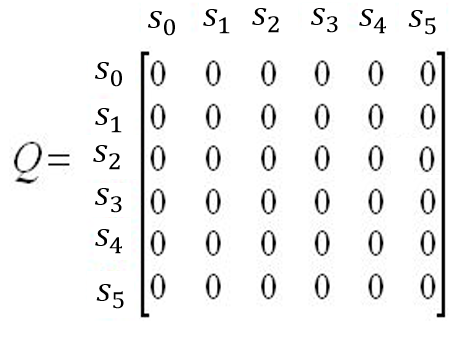 S0 S1 S2 S3 S4 S5
S0 0 0 0 0 0 0
S1 0 0 0 0 0 0
Q= S2 0 0 0 0 0 0
S3 0 0 0 0 0 0
S4 0 0 0 0 0 0
S5 0 0 0 0 0 0